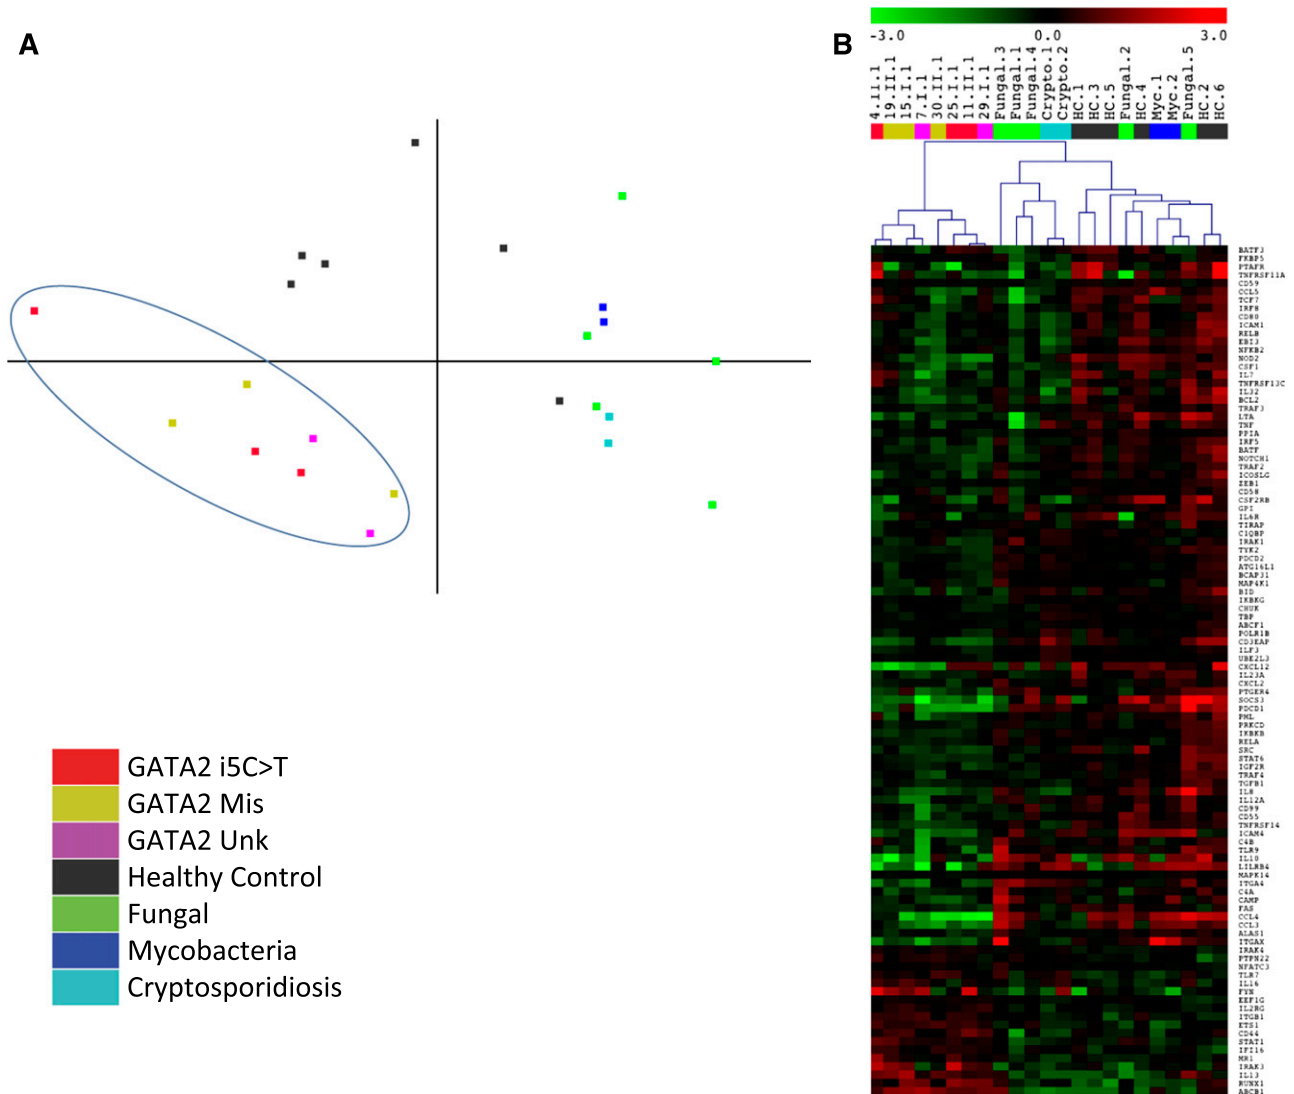 A
B
-3.0 0.0 3.0
4.II.1
19.II.1
15.I.1
7.I.1
30.II.1
25.I.1
11.II.1
29.I.1
Fungal.3
Fungal.1
Fungal.4
Crypto.1
Crypto.2
HC.1
HC.3
HC.5
Fungal.2
HC.4
Myc.1
Myc.2
Fungal.5
HC.2
HC.6
BATF3
FKBP5
PTAFR
TNFRSF11A
CD59
CCL5
TCF7
IRF8
CD80
ICAM1
RELB
EBI3
NFKB2
NOD2
CSF1
IL7
TNFRSF13C
IL32
BCL2
TRAF3
LTA
TNF
PPIA
IRF5
BATF
NOTCH1
TRAF2
ICOSLG
ZEB1
CD58
CSF2RB
GPI
IL6R
TIRAP
C1QBP
IRAK1
TYK2
PDCD2
ATG16L1
BCAP31
MAP4K1
BID
IKBKG
CHUK
TBP
ABCF1
POLR1B
CD3EAP
ILF3
UBE2L3
CXCL12
IL23A
CXCL2
PTGER4
SOCS3
PDCD1
PML
PRKCD
IKBKB
RELA
SRC
STAT6
IGF2R
TRAF4
TGFB1
IL8
IL12A
CD99
CD55
TNFRSF14
ICAM4
C4B
TLR9
IL10
LILRB4
MAPK14
ITGA4
C4A
CAMP
FAS
CCL4
CCL3
ALAS1
ITGAX
IRAK4
PTPN22
NFATC3
TLR7
IL16
FYN
EEF1G
IL2RG
ITGB1
ETS1
CD44
STAT1
IFI16
MR1
IRAK3
IL13
RUNX1
ABCB1
GATA2 i5C>T
GATA2 Mis
GATA2 Unk
Healthy Control
Fungal
Mycobacteria
Cryptosporidiosis